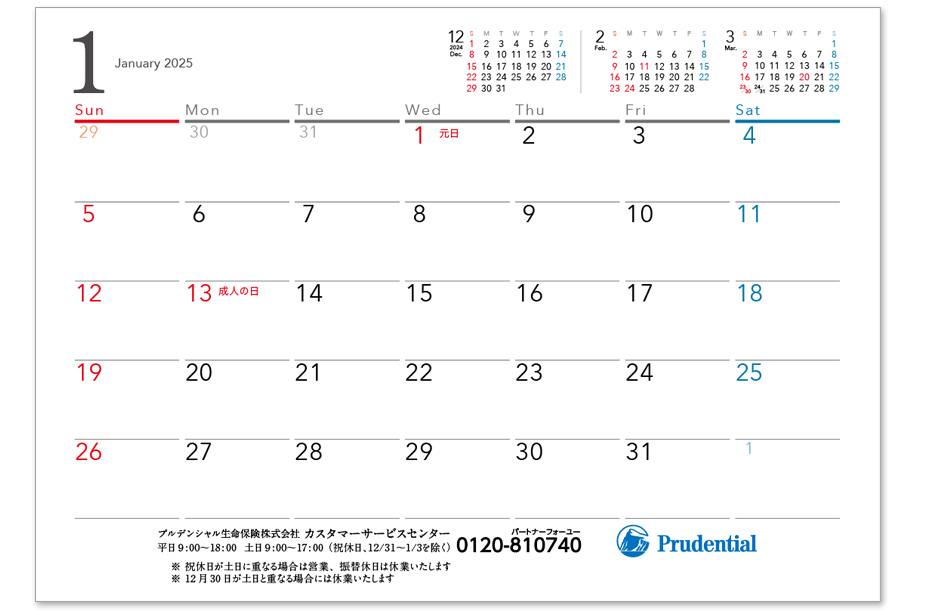 1 January 2025
12 2024 Dec.
S M T W T F S
1 2 3 4 5 6 7
8 9 10 11 12 13 14
15 16 17 18 19 20 21
22 23 24 25 26 27 28
29 30 31
2 Feb.
S M T W T F S
1
2 3 4 5 6 7 8
9 10 11 12 13 14 15
16 17 18 19 20 21 22
23 24 25 26 27 28
3 Mar.
S M T W T F S
1
2 3 4 5 6 7 8
9 10 11 12 13 14 15
16 17 18 19 20 21 22
23/30 24/31 25 26 27 28 29
Sun Mon Tue Wed Thu Fri Sat
29 30 31 1 元日 2 3 4
5 6 7 8 9 10 11
12 13 成人の日 14 15 16 17 18
19 20 21 22 23 24 25
26 27 28 29 30 31 1
プルデンシャル生命保険株式会社 カスタマーサービスセンター
平日9:00〜18:00 土日9:00〜17:00（祝休日、12/31〜1/3を除く）
パートナーフォーユー
0120-810740
※ 祝休日が土日に重なる場合は営業、振替休日は休業いたします
※ 12月30日が土日と重なる場合には休業いたします
Prudential